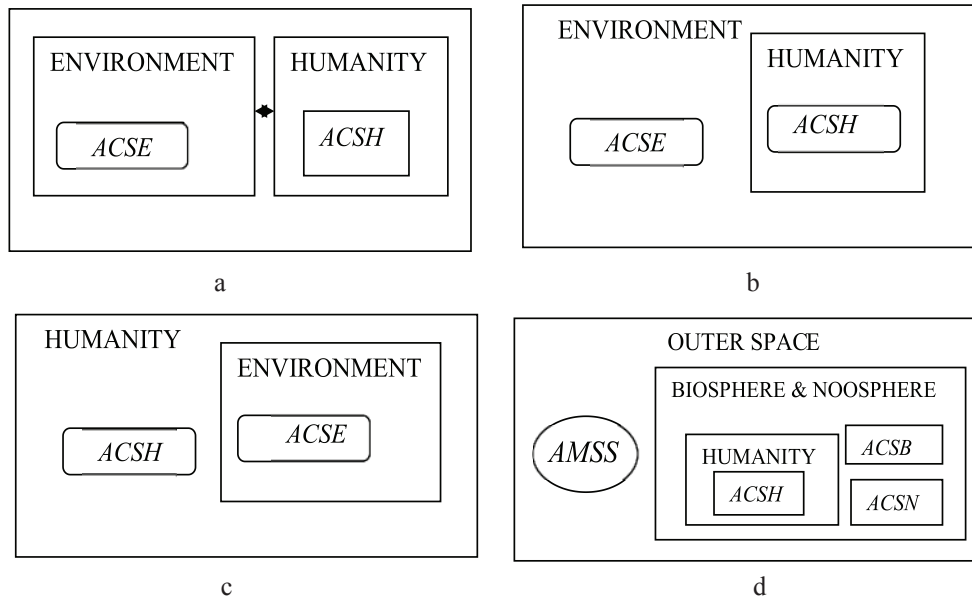 ENVIRONMENT
ACSE
HUMANITY
ACSH
a
ENVIRONMENT
ACSE
HUMANITY
ACSH
b
HUMANITY
ACSH
ENVIRONMENT
ACSE
c
OUTER SPACE
AMSS
BIOSPHERE & NOOSPHERE
HUMANITY
ACSH
ACSB
ACSN
d